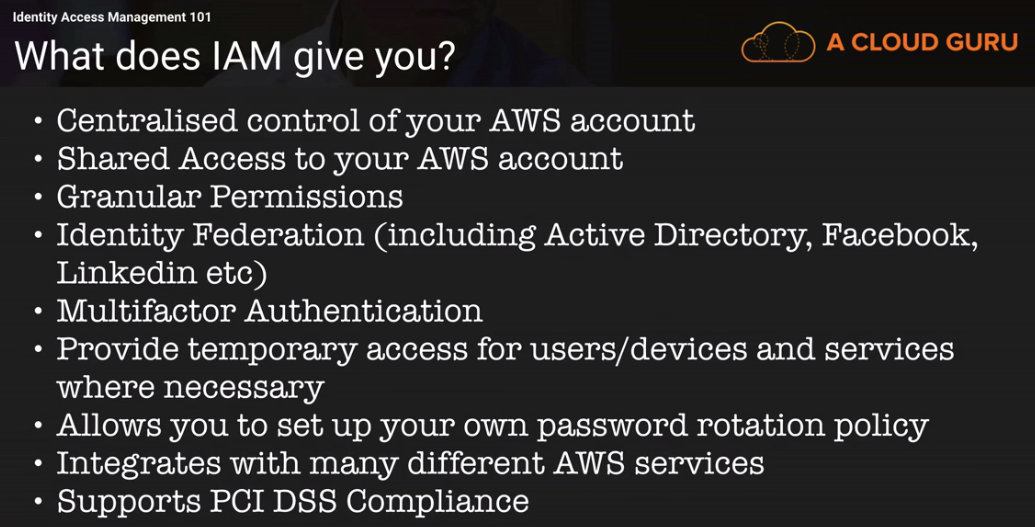 Identity Access Management 101
What does IAM give you?
A CLOUD GURU
• Centralised control of your AWS account
• Shared Access to your AWS account
• Granular Permissions
• Identity Federation (including Active Directory, Facebook,
Linkedin etc)
• Multifactor Authentication
• Provide temporary access for users/devices and services
where necessary
• Allows you to set up your own password rotation policy
• Integrates with many different AWS services
• Supports PCI DSS Compliance